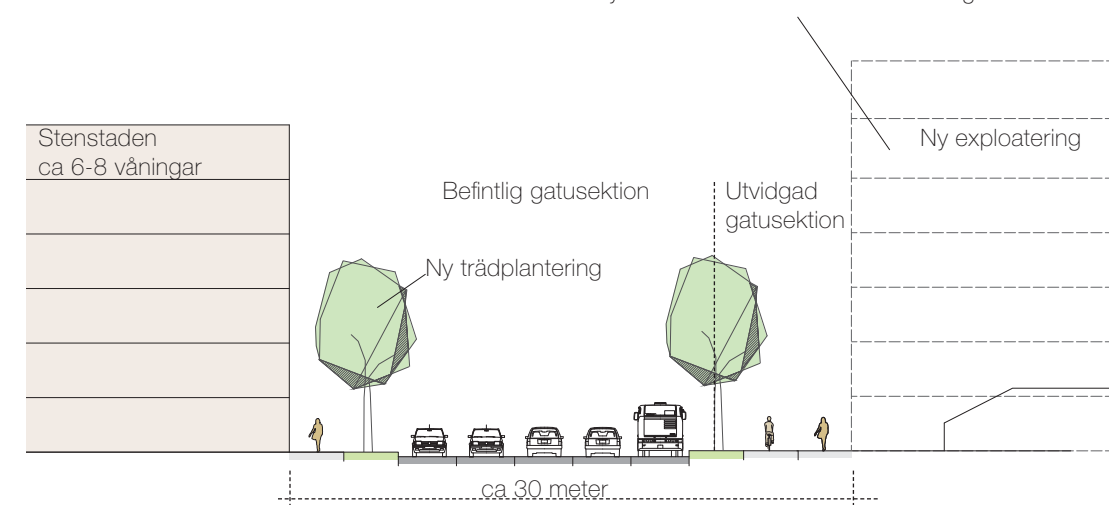 Stenstaden
ca 6-8 våningar
Ny exploatering
Befintlig gatusektion
Utvidgad
gatusektion
Ny trädplantering
ca 30 meter